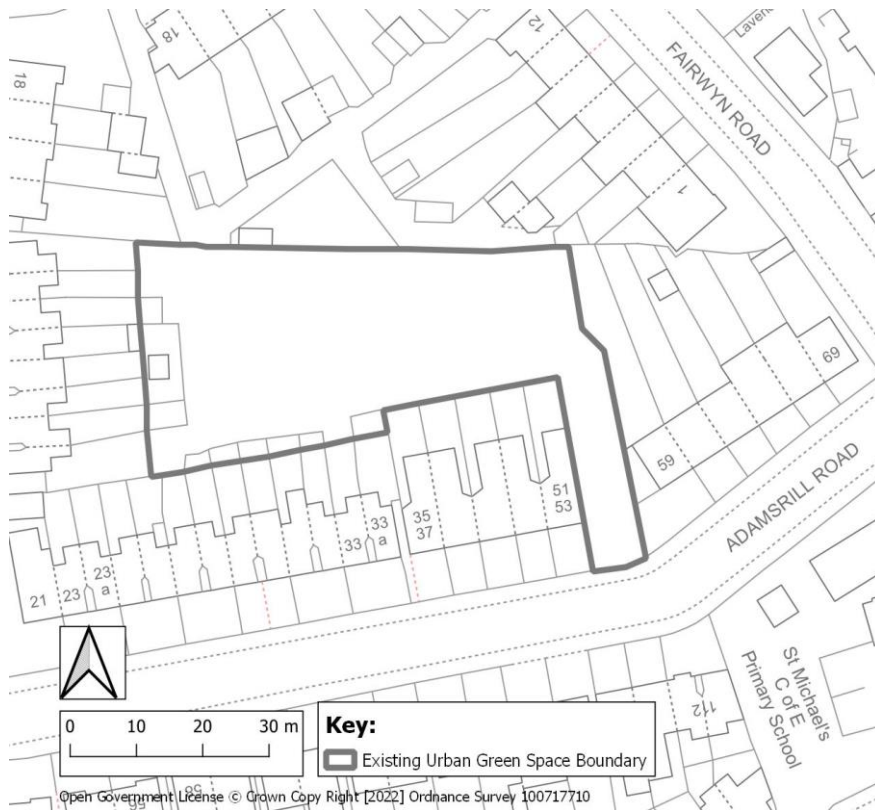 18
18
12
Laven
FAIRWYN ROAD
1
69
59
ADAMSRILL ROAD
51
53
35
37
33
a
33
23
a
23
21
St Michael's
C of E
Primary School
112
0 10 20 30 m
Key:
Existing Urban Green Space Boundary
56
Open Government License © Crown Copy Right [2022] Ordnance Survey 100717710